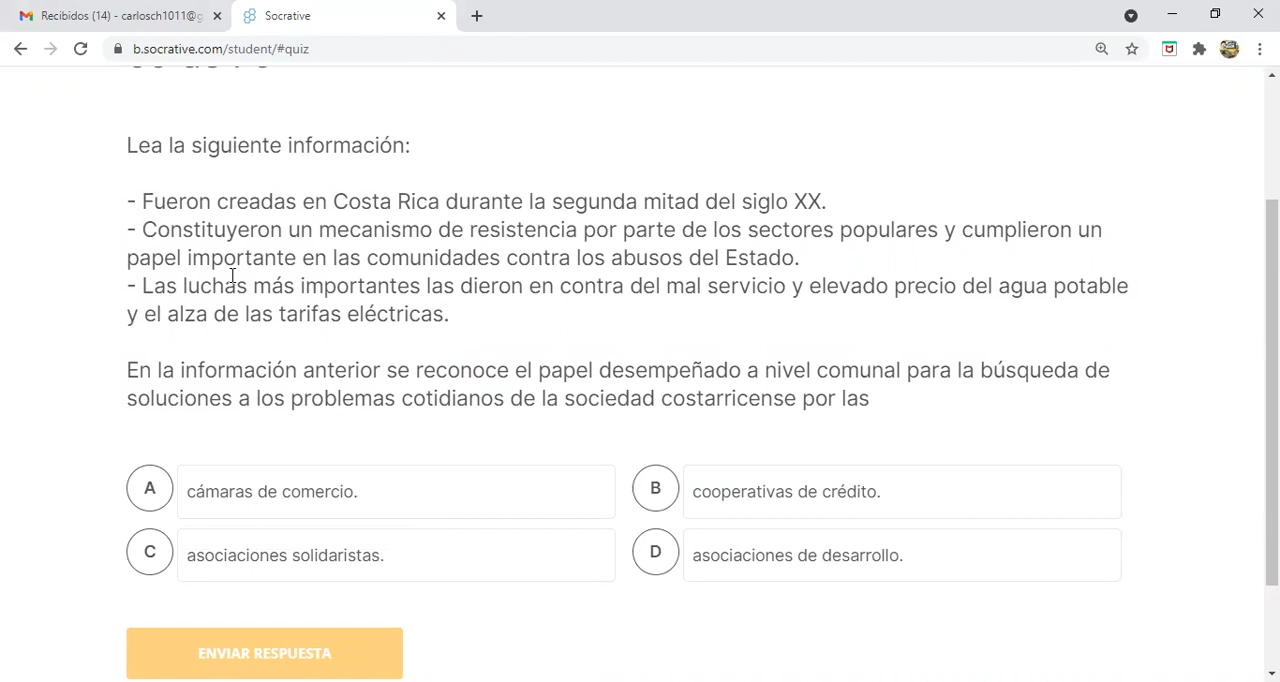 Recibidos (14) - carlosch1011@g
Socrative
b.socrative.com/student/#quiz
Lea la siguiente información:
- Fueron creadas en Costa Rica durante la segunda mitad del siglo XX.
- Constituyeron un mecanismo de resistencia por parte de los sectores populares y cumplieron un
papel importante en las comunidades contra los abusos del Estado.
- Las luchas más importantes las dieron en contra del mal servicio y elevado precio del agua potable
y el alza de las tarifas eléctricas.
En la información anterior se reconoce el papel desempeñado a nivel comunal para la búsqueda de
soluciones a los problemas cotidianos de la sociedad costarricense por las
A cámaras de comercio.
B cooperativas de crédito.
C asociaciones solidaristas.
D asociaciones de desarrollo.
ENVIAR RESPUESTA